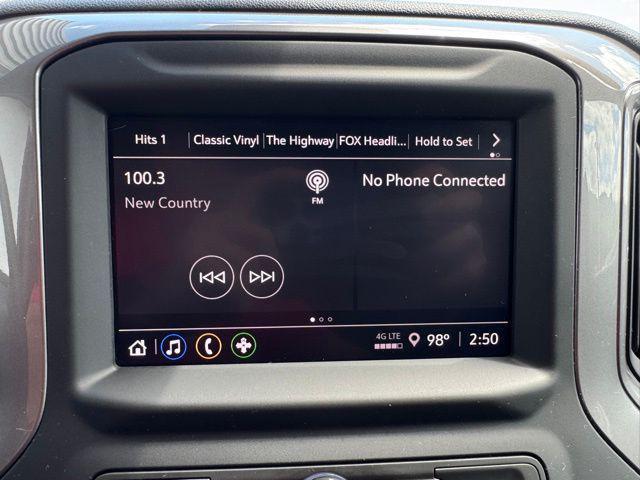 Hits 1 Classic Vinyl The Highway FOX Headli... Hold to Set
100.3
New Country
FM
No Phone Connected
4G LTE 98° 2:50